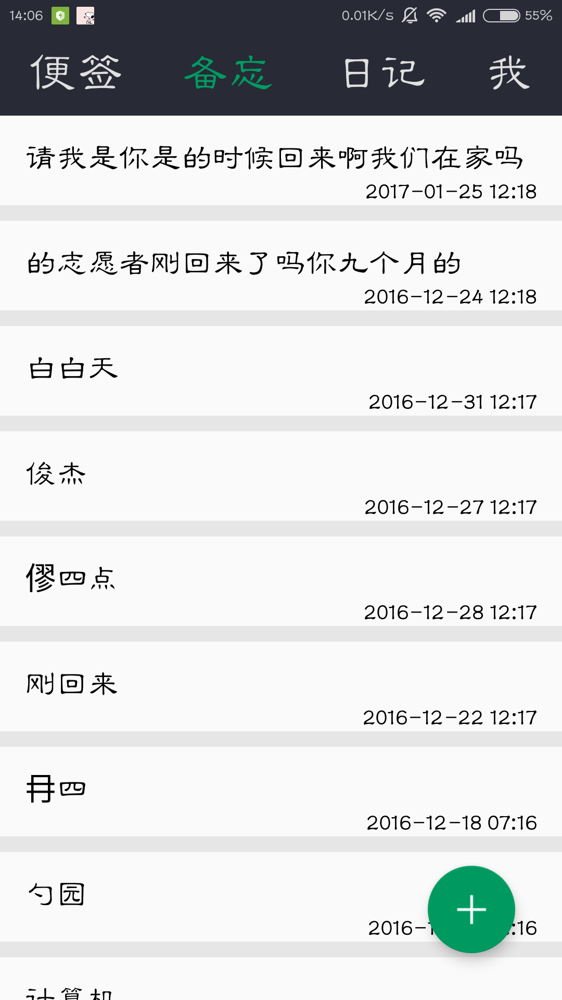 14:06 0.01K/s 55%
便签 备忘 日记 我
请我是你是的时候回来啊我们在家吗
2017-01-25 12:18
的志愿者刚回来了吗你九个月的
2016-12-24 12:18
白白天
2016-12-31 12:17
俊杰
2016-12-27 12:17
僇四点
2016-12-28 12:17
刚回来
2016-12-22 12:17
冄四
2016-12-18 07:16
勺园
2016-1 :16
计算机